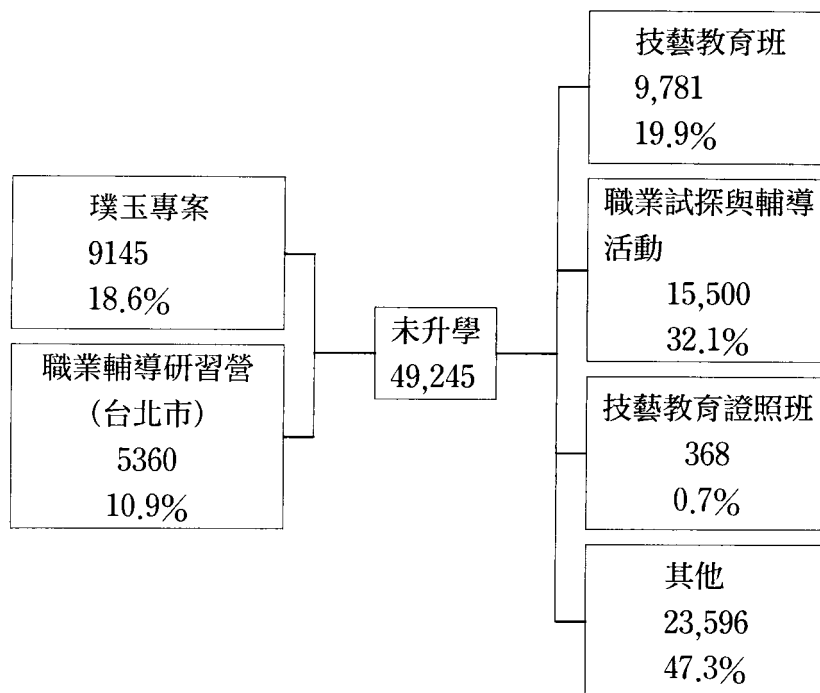 璞玉專案
9145
18.6%
職業輔導研習營
（台北市）
5360
10.9%
未升學
49,245
技藝教育班
9,781
19.9%
職業試探與輔導
活動
15,500
32.1%
技藝教育證照班
368
0.7%
其他
23,596
47.3%